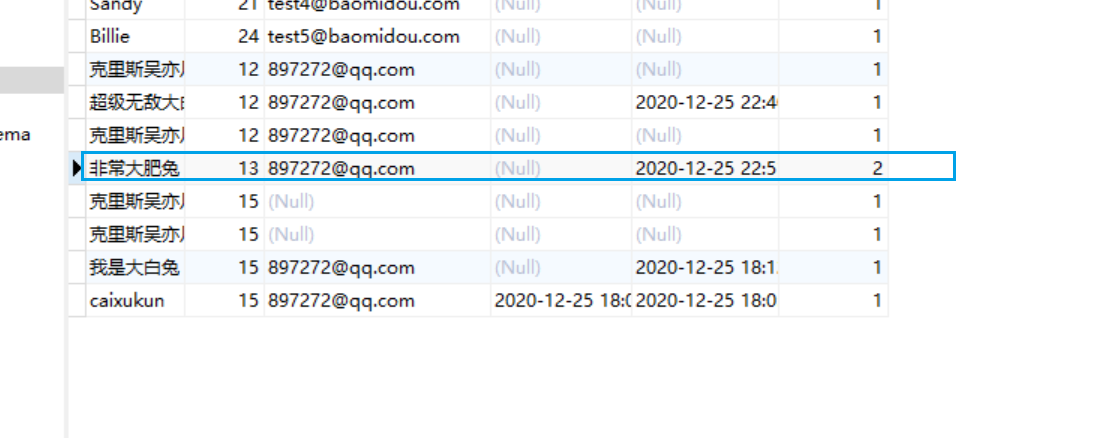 Sandy 21 test4@baomidou.com (Null) (Null) 1
Billie 24 test5@baomidou.com (Null) (Null) 1
克里斯吴亦 12 897272@qq.com (Null) (Null) 1
超级无敌大 12 897272@qq.com (Null) 2020-12-25 22:4 1
ema
克里斯吴亦 12 897272@qq.com (Null) (Null) 1
非常大肥兔 13 897272@qq.com (Null) 2020-12-25 22:5 2
克里斯吴亦 15 (Null) (Null) (Null) 1
克里斯吴亦 15 (Null) (Null) (Null) 1
我是大白兔 15 897272@qq.com (Null) 2020-12-25 18:1 1
caixukun 15 897272@qq.com 2020-12-25 18:0 2020-12-25 18:0 1